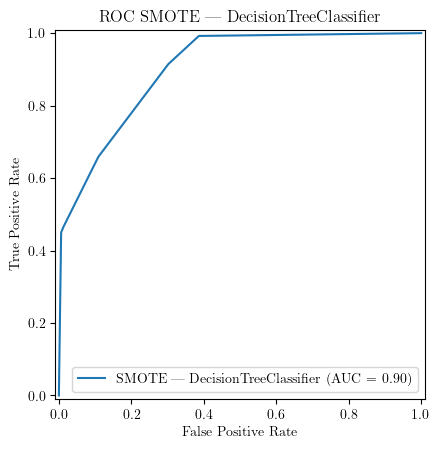 ROC SMOTE — DecisionTreeClassifier
1.0
0.8
0.6
0.4
0.2
0.0
True Positive Rate
SMOTE — DecisionTreeClassifier (AUC = 0.90)
0.0 0.2 0.4 0.6 0.8 1.0
False Positive Rate